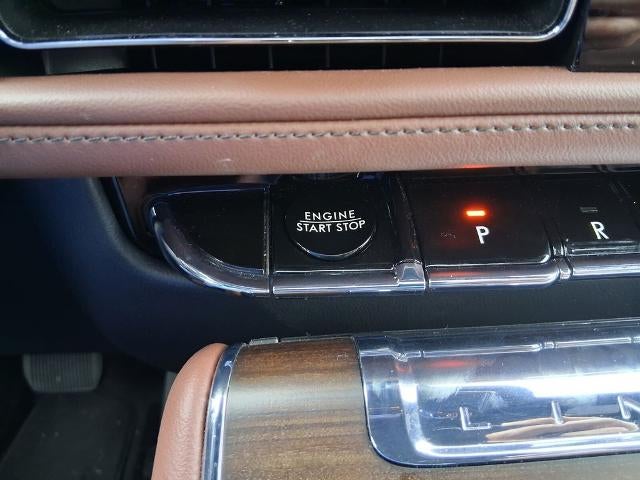 ENGINE
START STOP
P
R
L I N